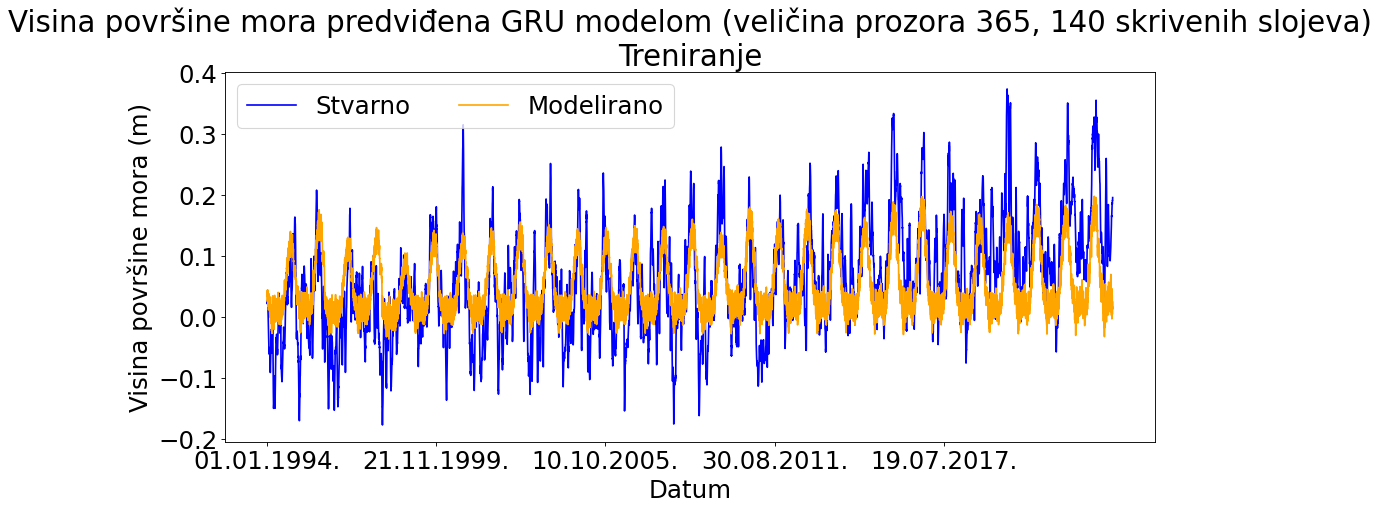 Visina površine mora predviđena GRU modelom (veličina prozora 365, 140 skrivenih slojeva)
Treniranje
Stvarno Modelirano
Visina površine mora (m)
0.4
0.3
0.2
0.1
0.0
−0.1
−0.2
01.01.1994. 21.11.1999. 10.10.2005. 30.08.2011. 19.07.2017.
Datum